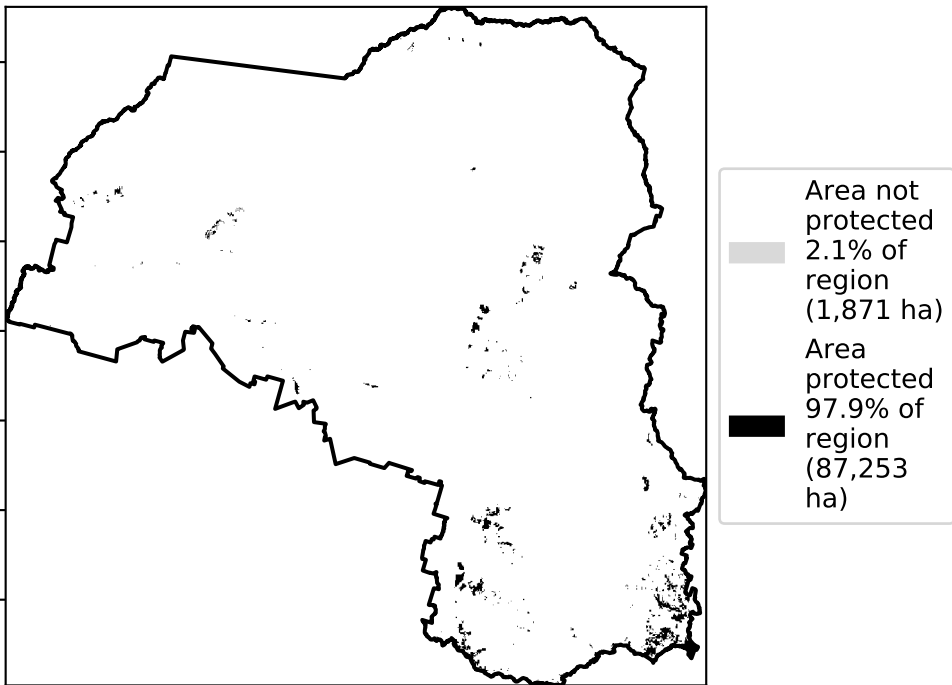 Area not
protected
2.1% of
region
(1,871 ha)
Area
protected
97.9% of
region
(87,253
ha)